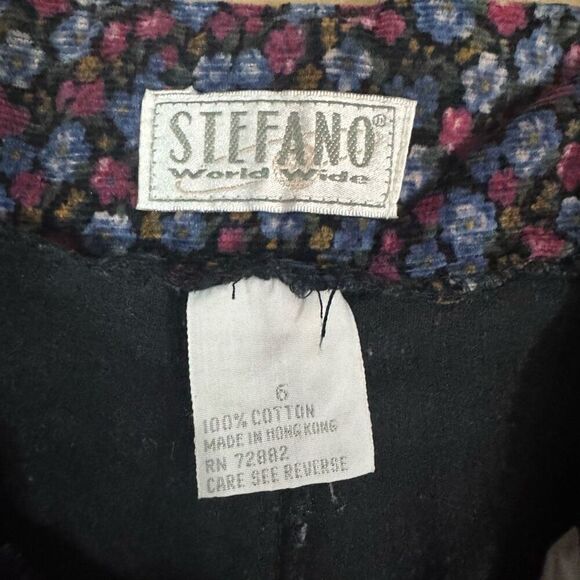 STEFANO®
World Wide
6
100% COTTON
MADE IN HONG KONG
RN 72882
CARE SEE REVERSE